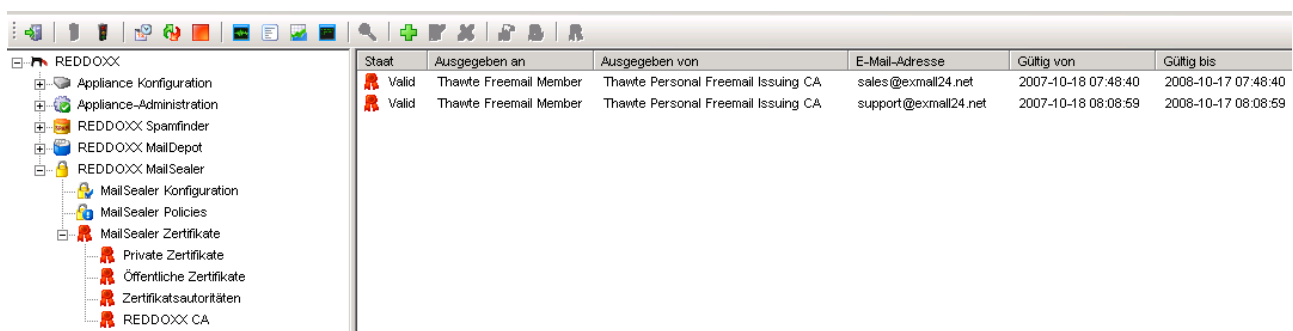 REDDOXX
Appliance Konfiguration
Appliance-Administration
REDDOXX Spamfinder
REDDOXX MailDepot
REDDOXX MailSealer
MailSealer Konfiguration
MailSealer Policies
MailSealer Zertifikate
Private Zertifikate
Öffentliche Zertifikate
Zertifikatsautoritäten
REDDOXX CA
Staat Ausgegeben an Ausgegeben von E-Mail-Adresse Gültig von Gültig bis
Valid Thawte Freemail Member Thawte Personal Freemail Issuing CA sales@exmall24.net 2007-10-18 07:48:40 2008-10-17 07:48:40
Valid Thawte Freemail Member Thawte Personal Freemail Issuing CA support@exmall24.net 2007-10-18 08:08:59 2008-10-17 08:08:59